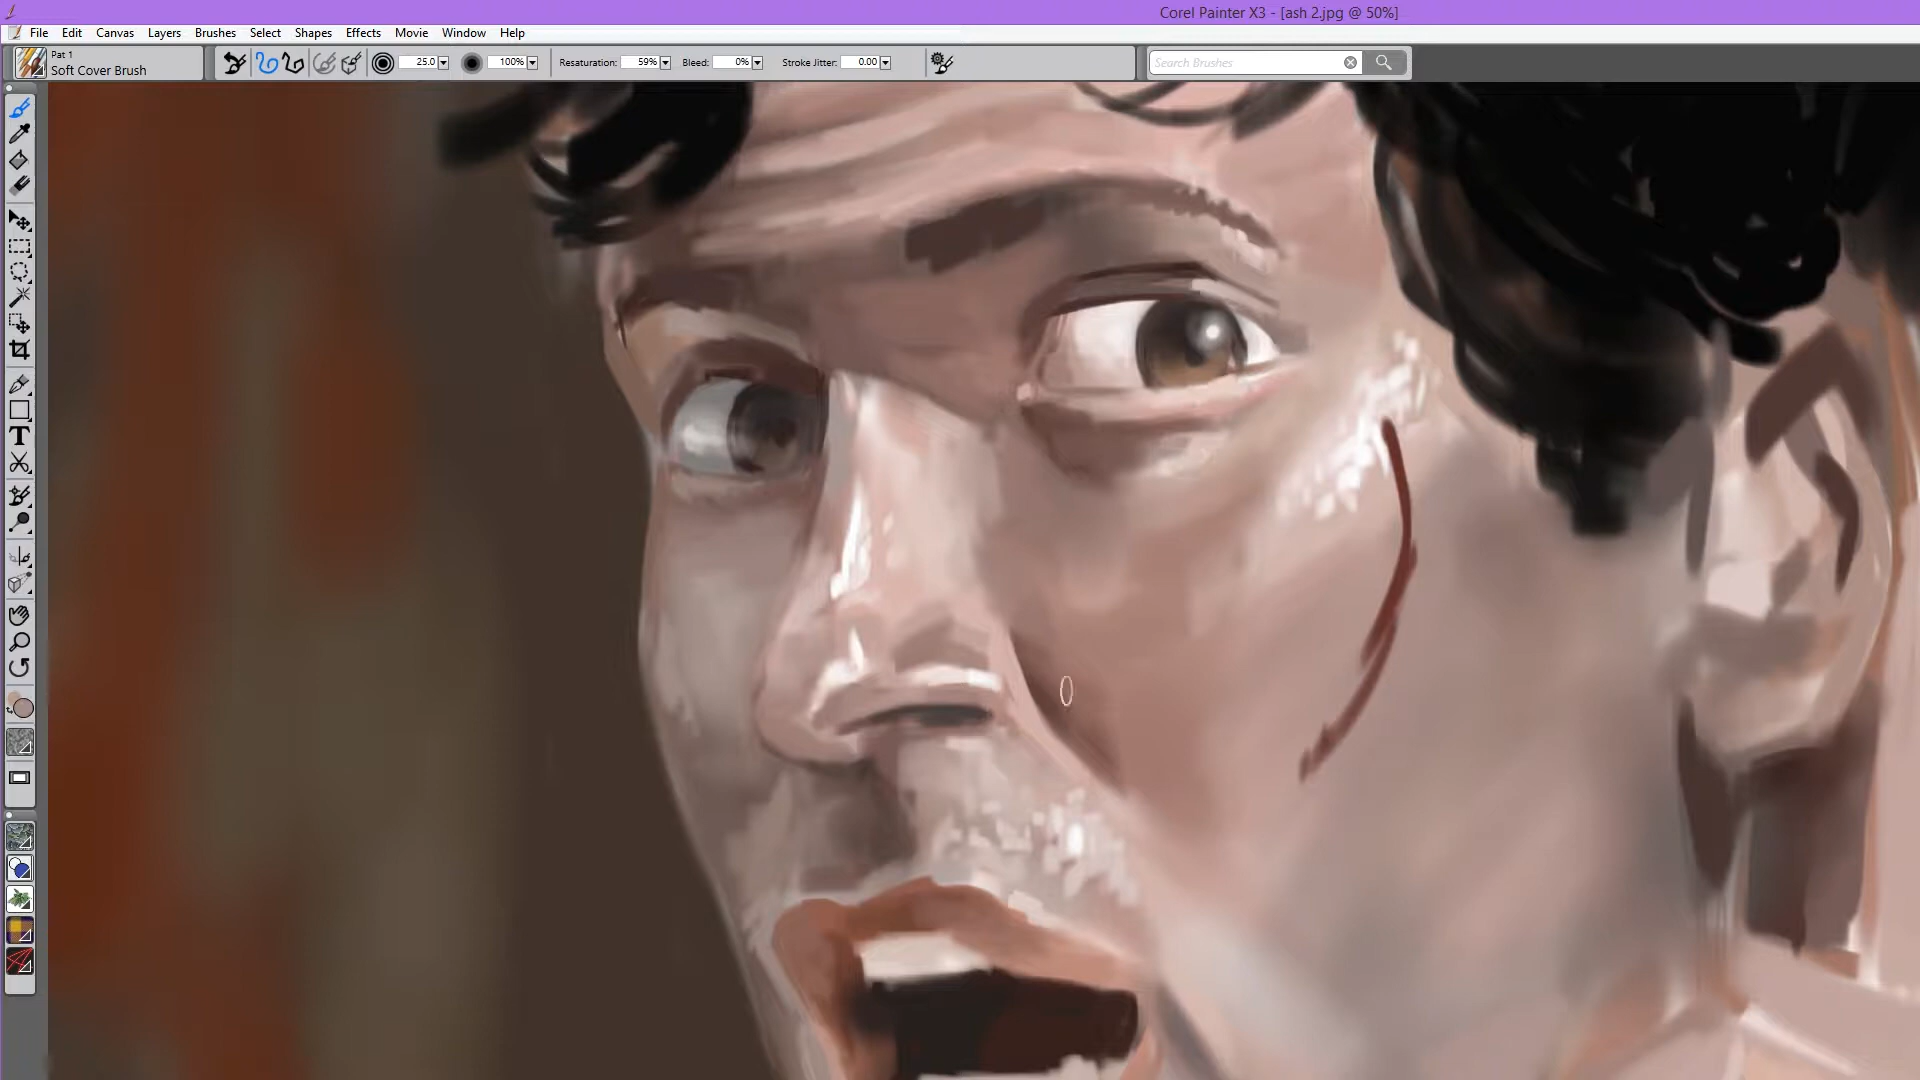 Corel Painter X3 - [ash 2.jpg @ 50%]
File Edit Canvas Layers Brushes Select Shapes Effects Movie Window Help
Pat 1
Soft Cover Brush
25.0 100% Resaturation: 59% Bleed: 0% Stroke Jitter: 0.00 Search Brushes
T